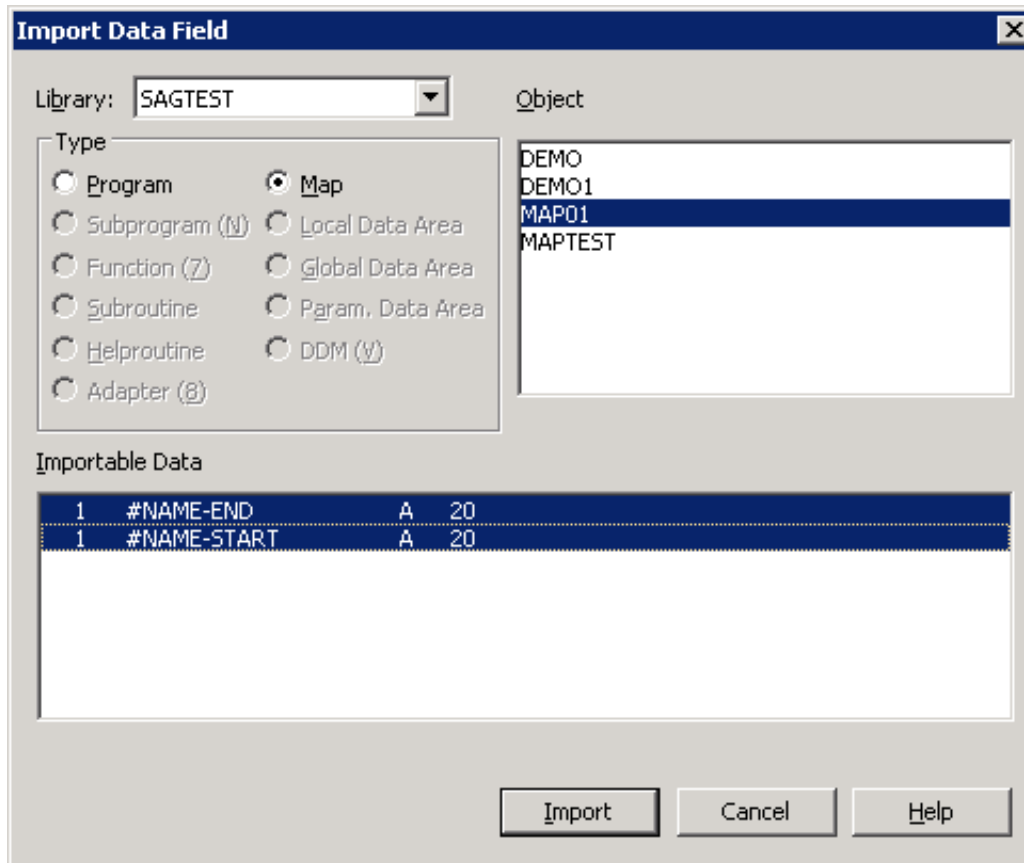 Import Data Field
Library: SAGTEST
Object
Type
Program
Map
Subprogram (N)
Local Data Area
Function (7)
Global Data Area
Subroutine
Param. Data Area
Helproutine
DDM (V)
Adapter (8)
DEMO
DEMO1
MAP01
MAPTEST
Importable Data
1 #NAME-END A 20
1 #NAME-START A 20
Import
Cancel
Help